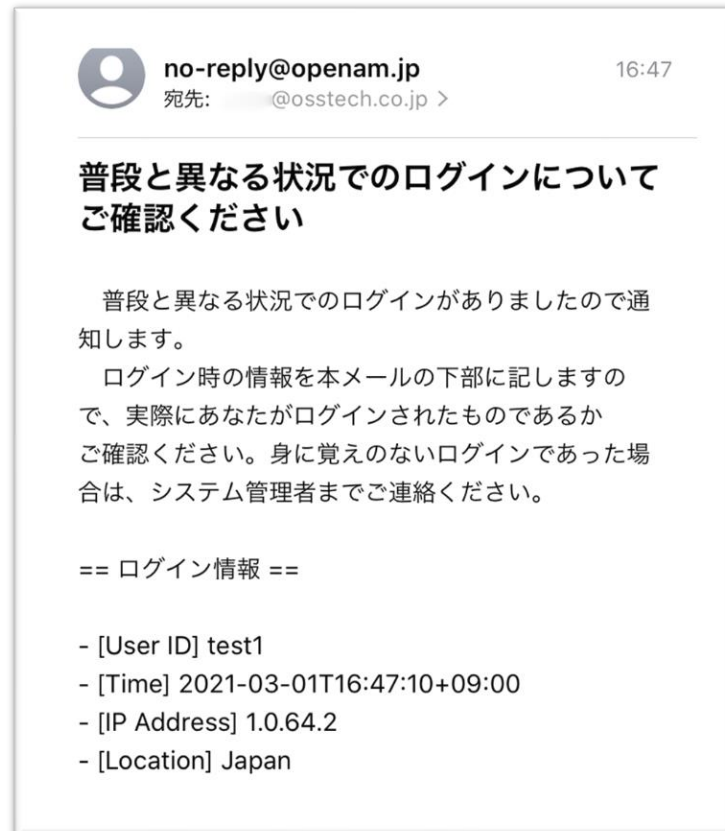 no-reply@openam.jp 16:47
宛先: @osstech.co.jp >
普段と異なる状況でのログインについて
ご確認ください
　普段と異なる状況でのログインがありましたので通
知します。
　ログイン時の情報を本メールの下部に記しますの
で、実際にあなたがログインされたものであるか
ご確認ください。身に覚えのないログインであった場
合は、システム管理者までご連絡ください。
== ログイン情報 ==
- [User ID] test1
- [Time] 2021-03-01T16:47:10+09:00
- [IP Address] 1.0.64.2
- [Location] Japan